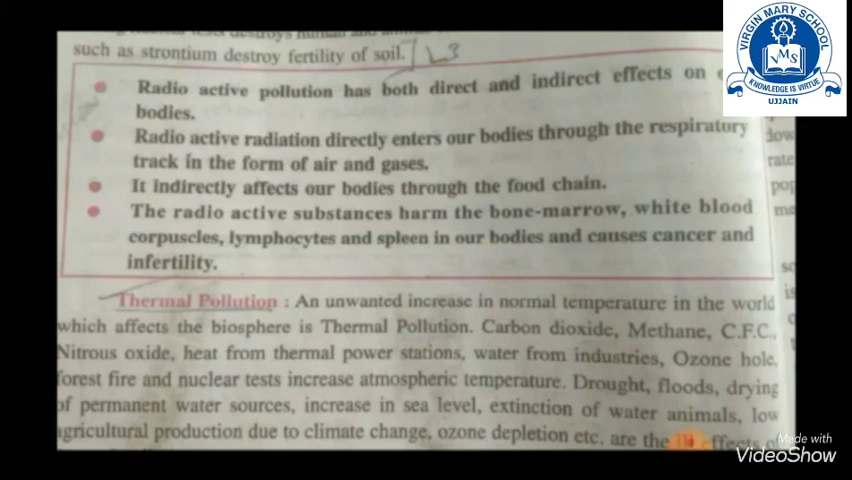 such as strontium destroy fertility of soil.
Radio active pollution has both direct and indirect effects on
bodies.
Radio active radiation directly enters our bodies through the respiratory
track in the form of air and gases.
It Indirectly affects our bodies through the food chain.
The radio active substances harm the bone-marrow, white blood
corpuscles, lymphocytes and spleen in our bodies and causes cancer and
infertility.
Thermal Pollution : An unwanted increase in normal temperature in the world
which affects the biosphere is Thermal Pollution. Carbon dioxide, Methane, C.F.C.,
Nitrous oxide, heat from thermal power stations, water from industries, Ozone hole,
forest fire and nuclear tests increase atmospheric temperature. Drought, floods, drying
of permanent water sources, increase in sea level, extinction of water animals, low
agricultural production due to climate change, ozone depletion etc. are the effects
dow
rate
pop
me
VIRGIN MARY SCHOOL
VMS
KNOWLEDGE IS VIRTUE
UJJAIN
Made with
VideoShow